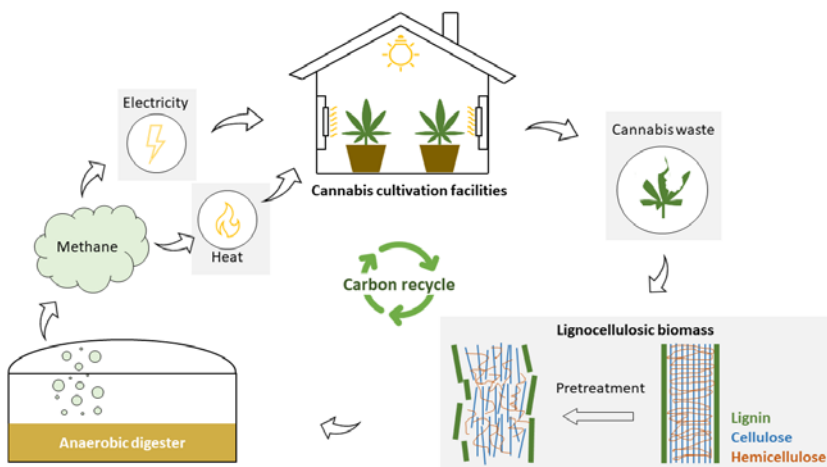 Electricity
Cannabis cultivation facilities
Cannabis waste
Methane
Heat
Carbon recycle
Lignocellulosic biomass
Pretreatment
Lignin
Cellulose
Hemicellulose
Anaerobic digester